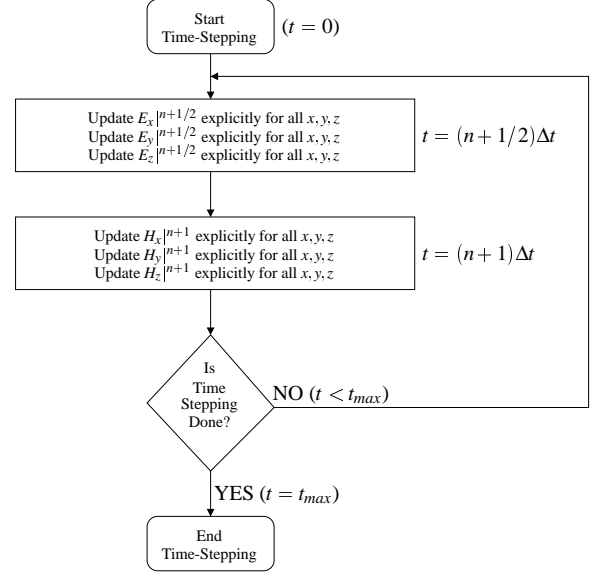 Start
Time-Stepping
(t = 0)
Update Eₓ|ⁿ⁺¹/² explicitly for all x, y, z
Update E_y|ⁿ⁺¹/² explicitly for all x, y, z
Update E_z|ⁿ⁺¹/² explicitly for all x, y, z
t = (n + 1/2)Δt
Update Hₓ|ⁿ⁺¹ explicitly for all x, y, z
Update H_y|ⁿ⁺¹ explicitly for all x, y, z
Update H_z|ⁿ⁺¹ explicitly for all x, y, z
t = (n + 1)Δt
Is
Time
Stepping
Done?
NO (t < t_max)
YES (t = t_max)
End
Time-Stepping